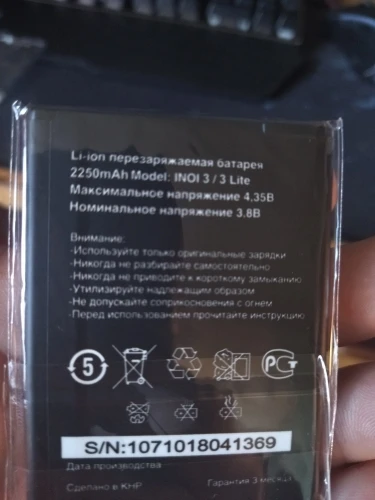 Li-ion перезаряжаемая батарея
2250mAh Model: INOI 3 / 3 Lite
Максимальное напряжение 4,35В
Номинальное напряжение 3.8В
Внимание:
-Используйте только оригинальные зарядки
-Никогда не разбирайте самостоятельно
-Никогда не приводите к короткому замыканию
-Утилизируйте надлежащим образом
-Не допускайте соприкосновения с огнем
-Перед использованием прочитайте инструкцию
5
S/N:1071018041369
Дата производства
Сделано в КНР
Гарантия 3 месяца